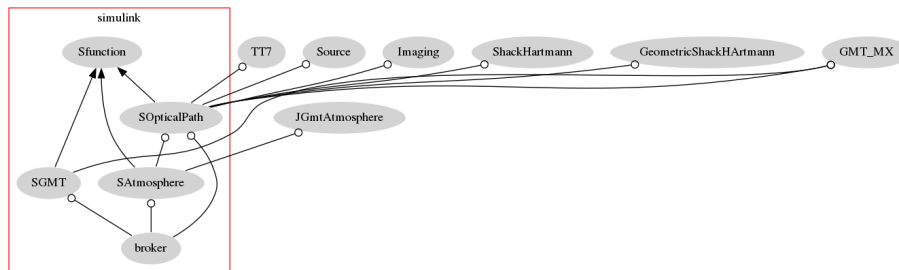 simulink
Sfunction
TT7
Source
Imaging
ShackHartmann
GeometricShackHArtmann
GMT_MX
SOpticalPath
JGmtAtmosphere
SGMT
SAtmosphere
broker